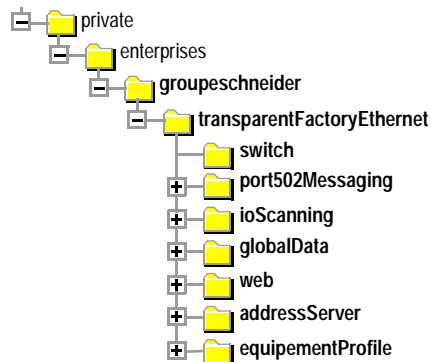 private
enterprises
groupeschneider
transparentFactoryEthernet
switch
port502Messaging
ioScanning
globalData
web
addressServer
equipementProfile